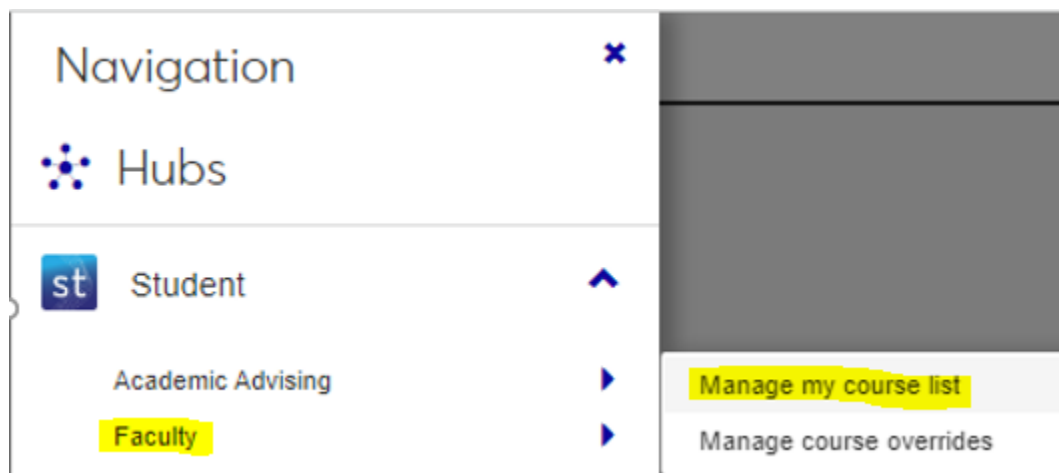 Navigation
Hubs
st Student
Academic Advising
Faculty
Manage my course list
Manage course overrides